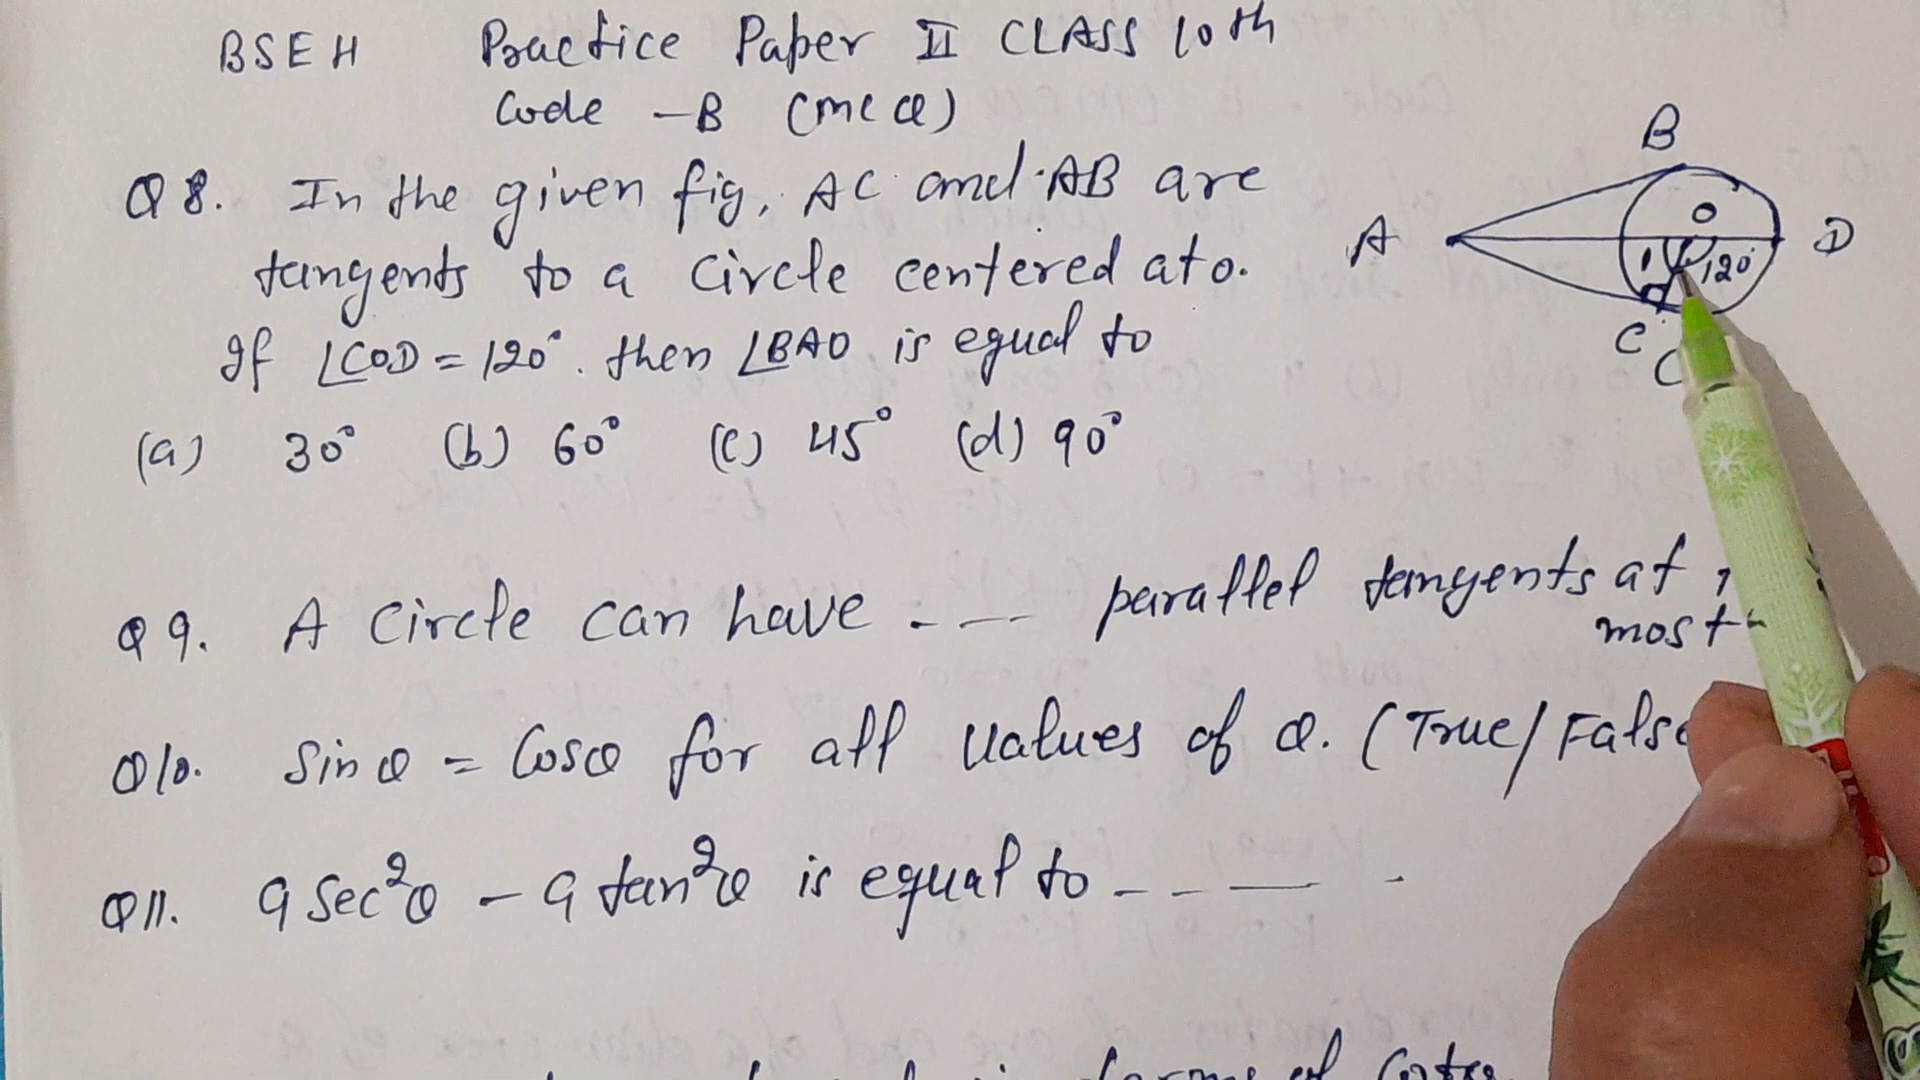 BSEH Practice Paper II CLASS 10th
Code - B (MCQ)
Q8. In the given fig, AC and AB are
tangents to a circle centered at O.
If ∠COD = 120°. then ∠BAO is equal to
(a) 30° (b) 60° (c) 45° (d) 90°
B
A
O
D
120°
C
C
Q9. A circle can have - - - parallel tangents at
most
Q10. Sin θ = Cos θ for all values of θ. (True/False
Q11. 9 Sec²θ - 9 tan²θ is equal to - - - -